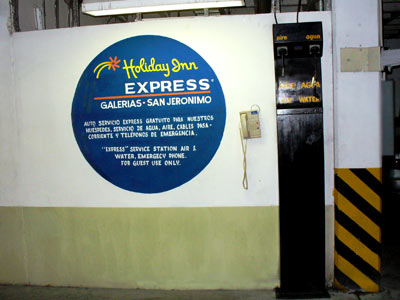 Holiday Inn
EXPRESS
GALERIAS - SAN JERONIMO
AUTO SERVICIO EXPRESS GRATUITO PARA NUESTROS
HUESPEDES, SERVICIO DE AGUA, AIRE, CABLES PASA-
CORRIENTE Y TELEFONOS DE EMERGENCIA.
"EXPRESS" SERVICE STATION AIR &
WATER, EMERGECY PHONE.
FOR GUEST USE ONLY.
aire agua
AGUA
WATER